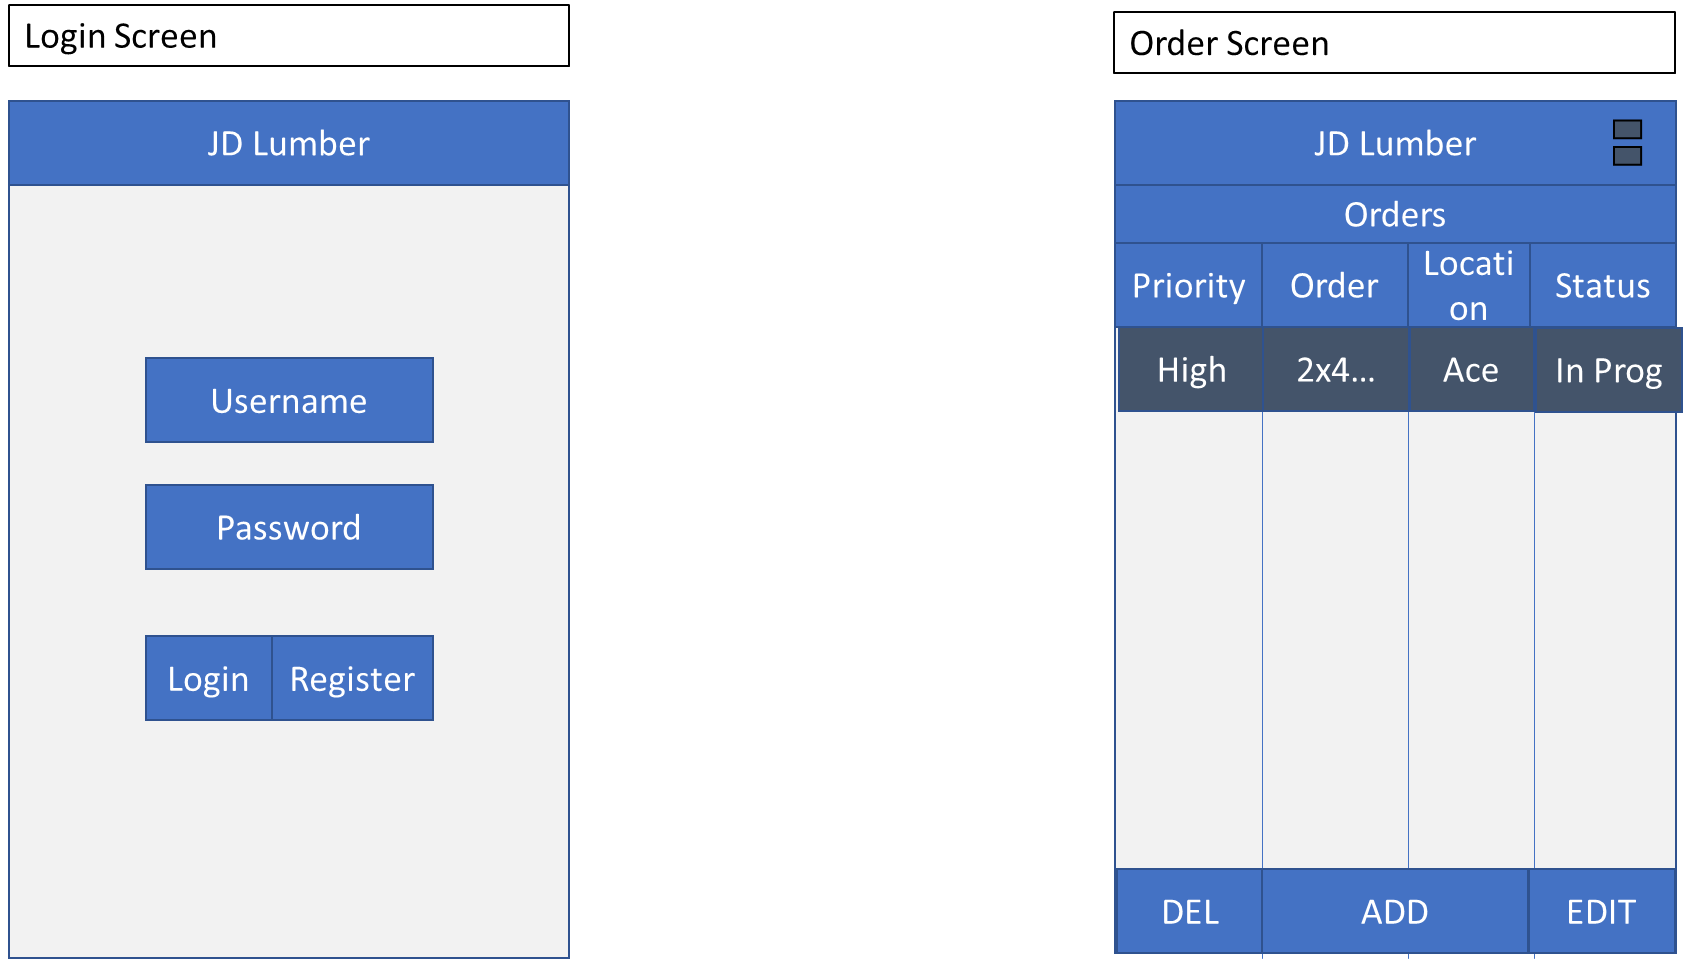 Login Screen
JD Lumber
Username
Password
Login Register
Order Screen
JD Lumber
Orders
Priority Order Locati
on Status
High 2x4... Ace In Prog
DEL ADD EDIT